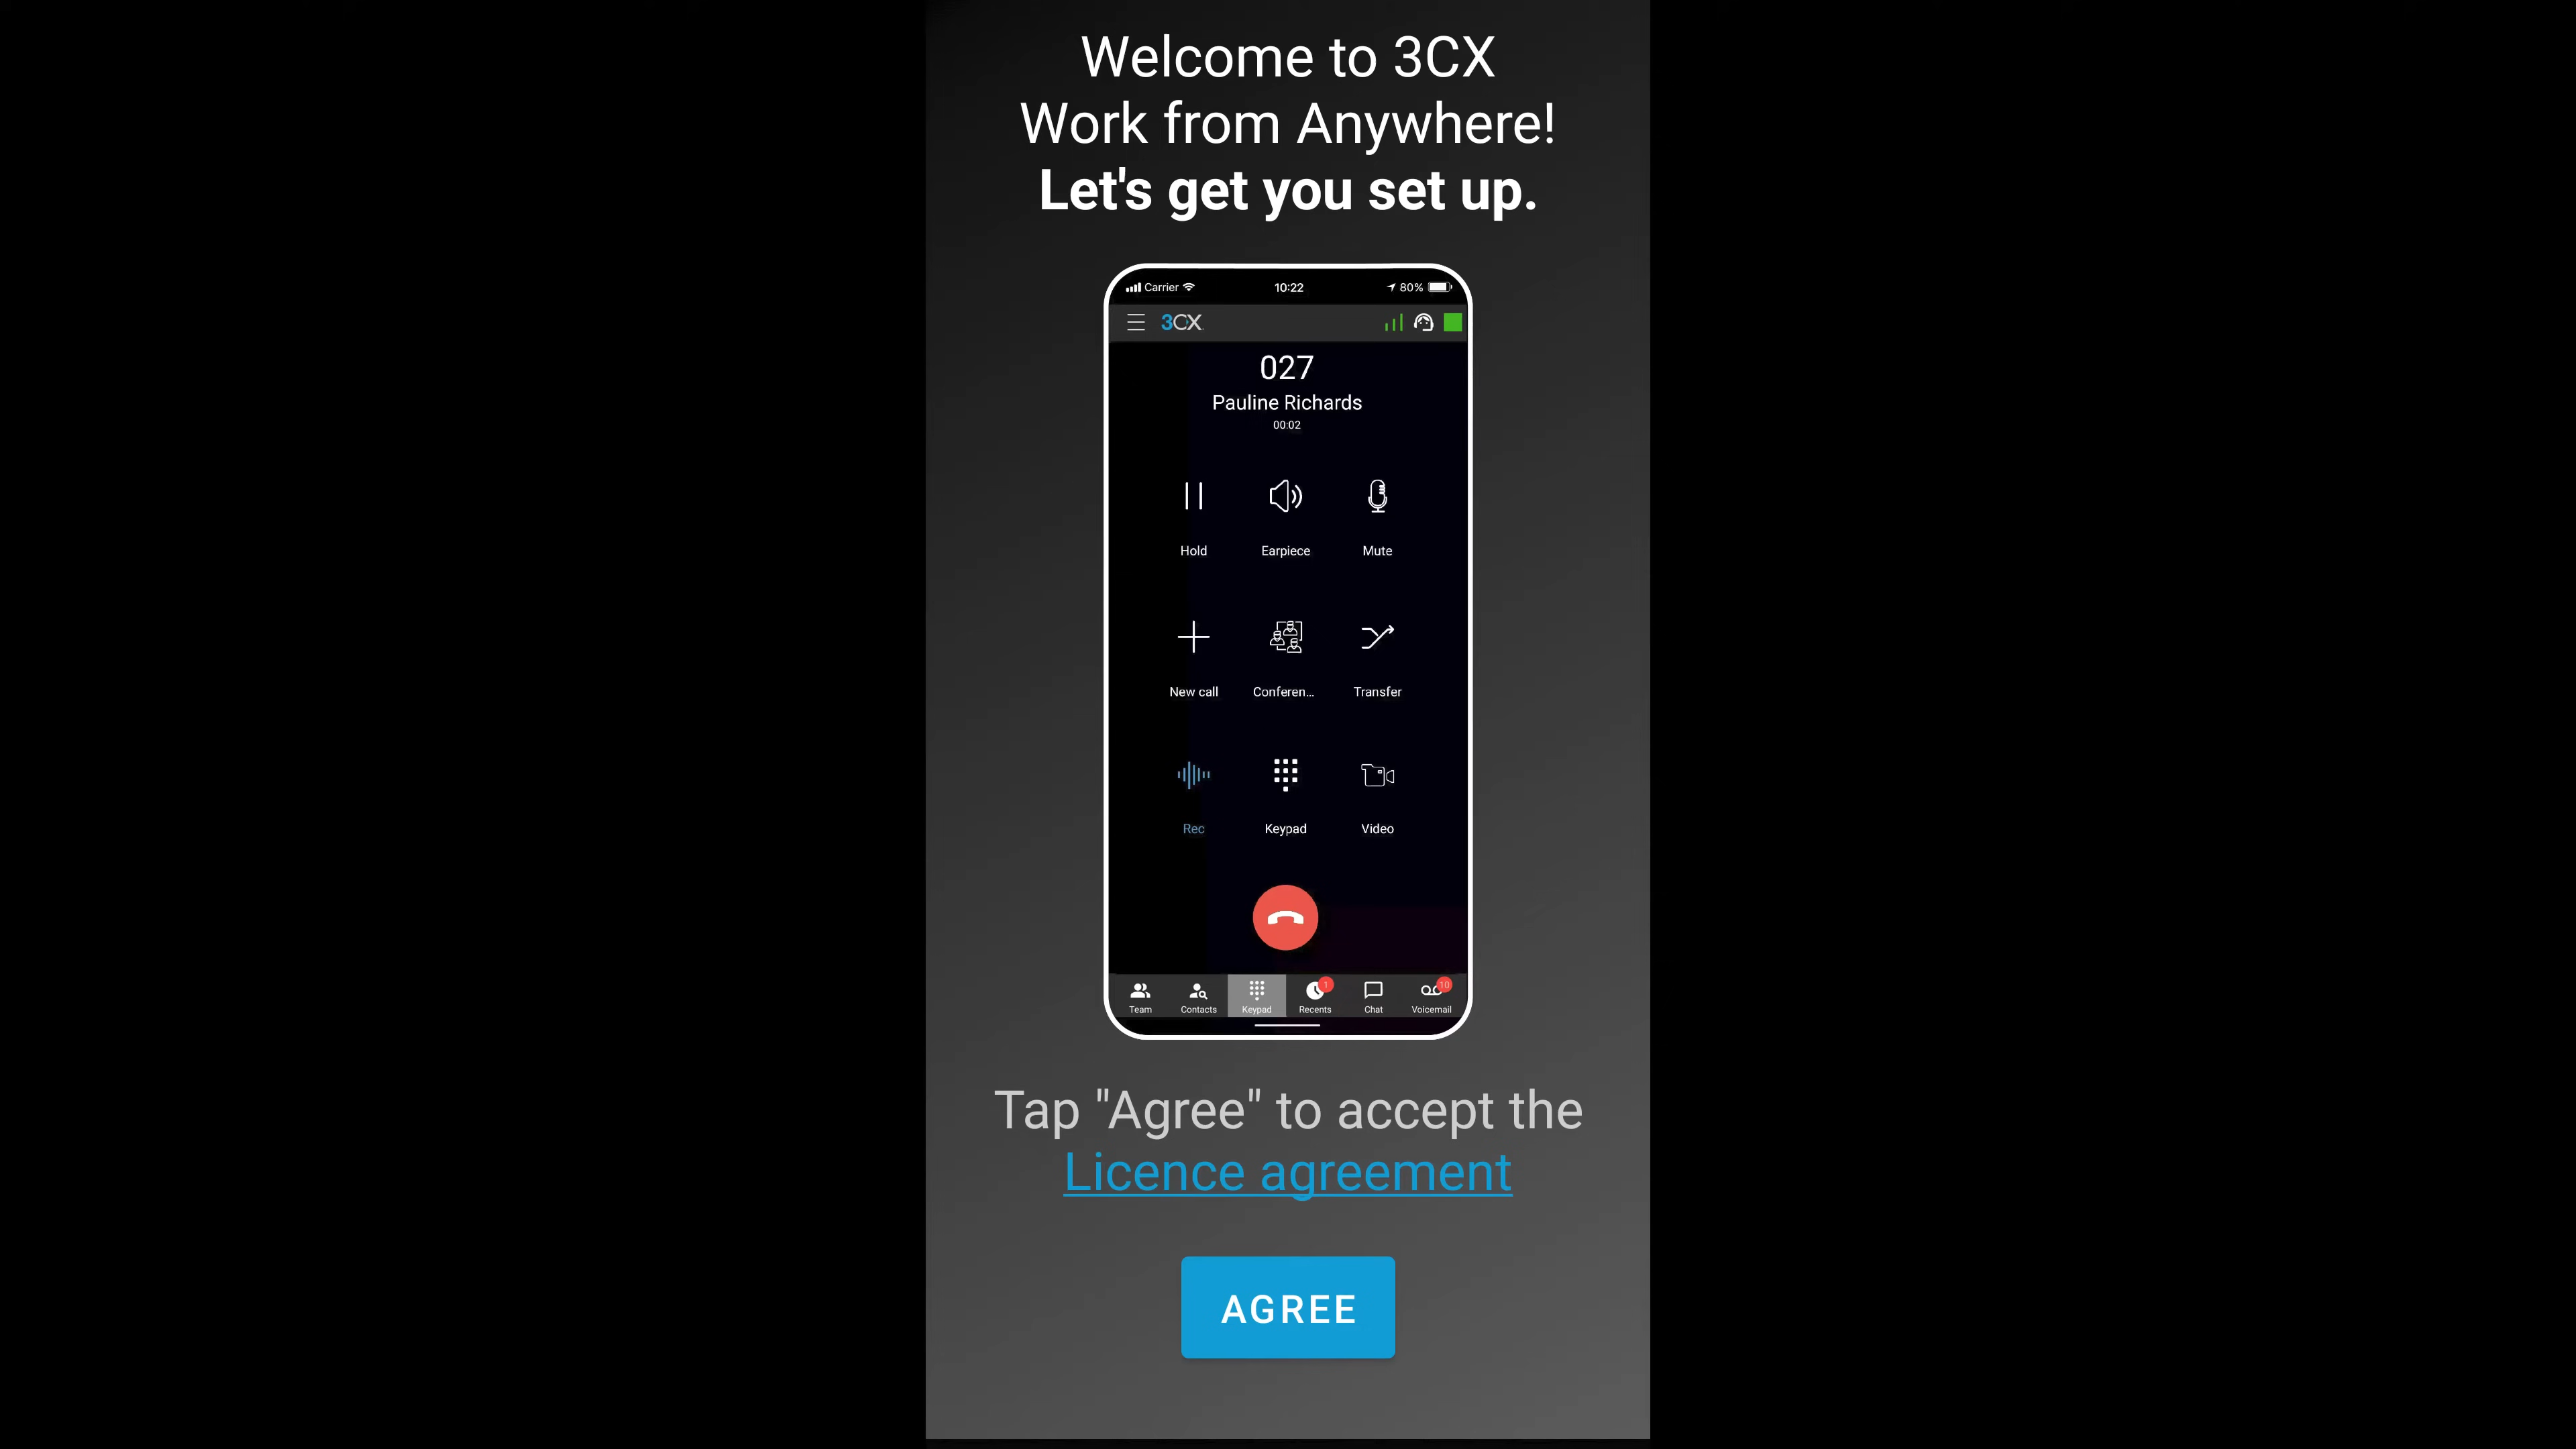 Welcome to 3CX
Work from Anywhere!
Let's get you set up.
Carrier 10:22 80%
3CX
027
Pauline Richards
00:02
Hold Earpiece Mute
New call Conferen... Transfer
Rec Keypad Video
1 10
Team Contacts Keypad Recents Chat Voicemail
Tap "Agree" to accept the
Licence agreement
AGREE